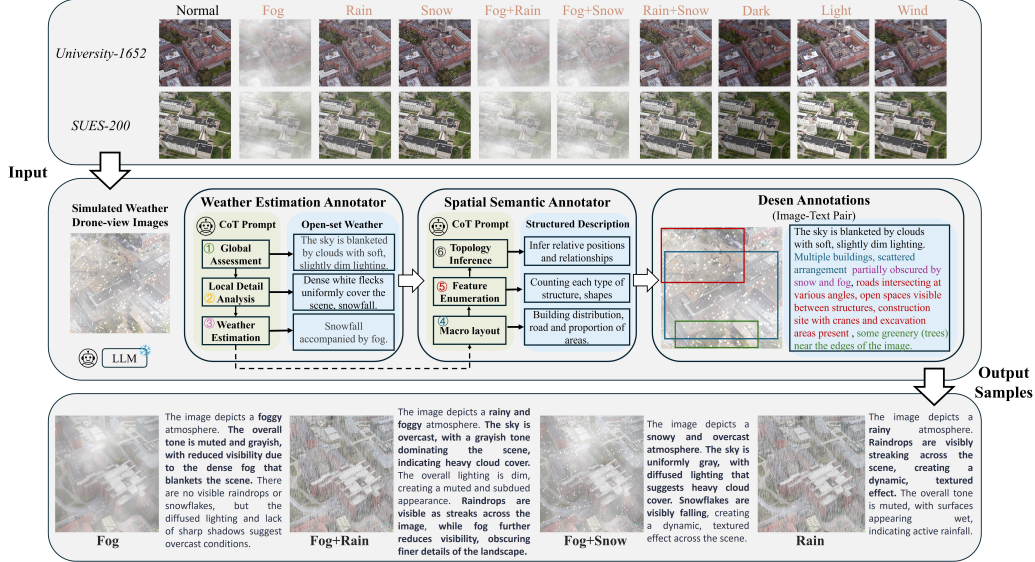 Normal Fog Rain Snow Fog+Rain Fog+Snow Rain+Snow Dark Light Wind
University-1652
SUES-200
Input
Simulated Weather
Drone-view Images
LLM
Weather Estimation Annotator
CoT Prompt
Open-set Weather
① Global
Assessment
The sky is blanketed
by clouds with soft,
slightly dim lighting.
Local Detail
② Analysis
Dense white flecks
uniformly cover the
scene, snowfall.
③ Weather
Estimation
Snowfall
accompanied by fog.
Spatial Semantic Annotator
CoT Prompt
Structured Description
⑥ Topology
Inference
Infer relative positions
and relationships
⑤ Feature
Enumeration
Counting each type of
structure, shapes
④ Macro layout
Building distribution,
road and proportion of
areas.
Desen Annotations
(Image-Text Pair)
The sky is blanketed by clouds
with soft, slightly dim lighting.
Multiple buildings, scattered
arrangement partially obscured by
snow and fog, roads intersecting at
various angles, open spaces visible
between structures, construction
site with cranes and excavation
areas present , some greenery (trees)
near the edges of the image.
Output
Samples
The image depicts a foggy
atmosphere. The overall
tone is muted and grayish,
with reduced visibility due
to the dense fog that
blankets the scene. There
are no visible raindrops or
snowflakes, but the
diffused lighting and lack
of sharp shadows suggest
overcast conditions.
Fog
The image depicts a rainy and
foggy atmosphere. The sky is
overcast, with a grayish tone
dominating the scene,
indicating heavy cloud cover.
The overall lighting is dim,
creating a muted and subdued
appearance. Raindrops are
visible as streaks across the
image, while fog further
reduces visibility, obscuring
finer details of the landscape.
Fog+Rain
The image depicts a
snowy and overcast
atmosphere. The sky is
uniformly gray, with
diffused lighting that
suggests heavy cloud
cover. Snowflakes are
visibly falling, creating
a dynamic, textured
effect across the scene.
Fog+Snow
The image depicts a
rainy atmosphere.
Raindrops are visibly
streaking across the
scene, creating a
dynamic, textured
effect. The overall tone
is muted, with surfaces
appearing wet,
indicating active rainfall.
Rain